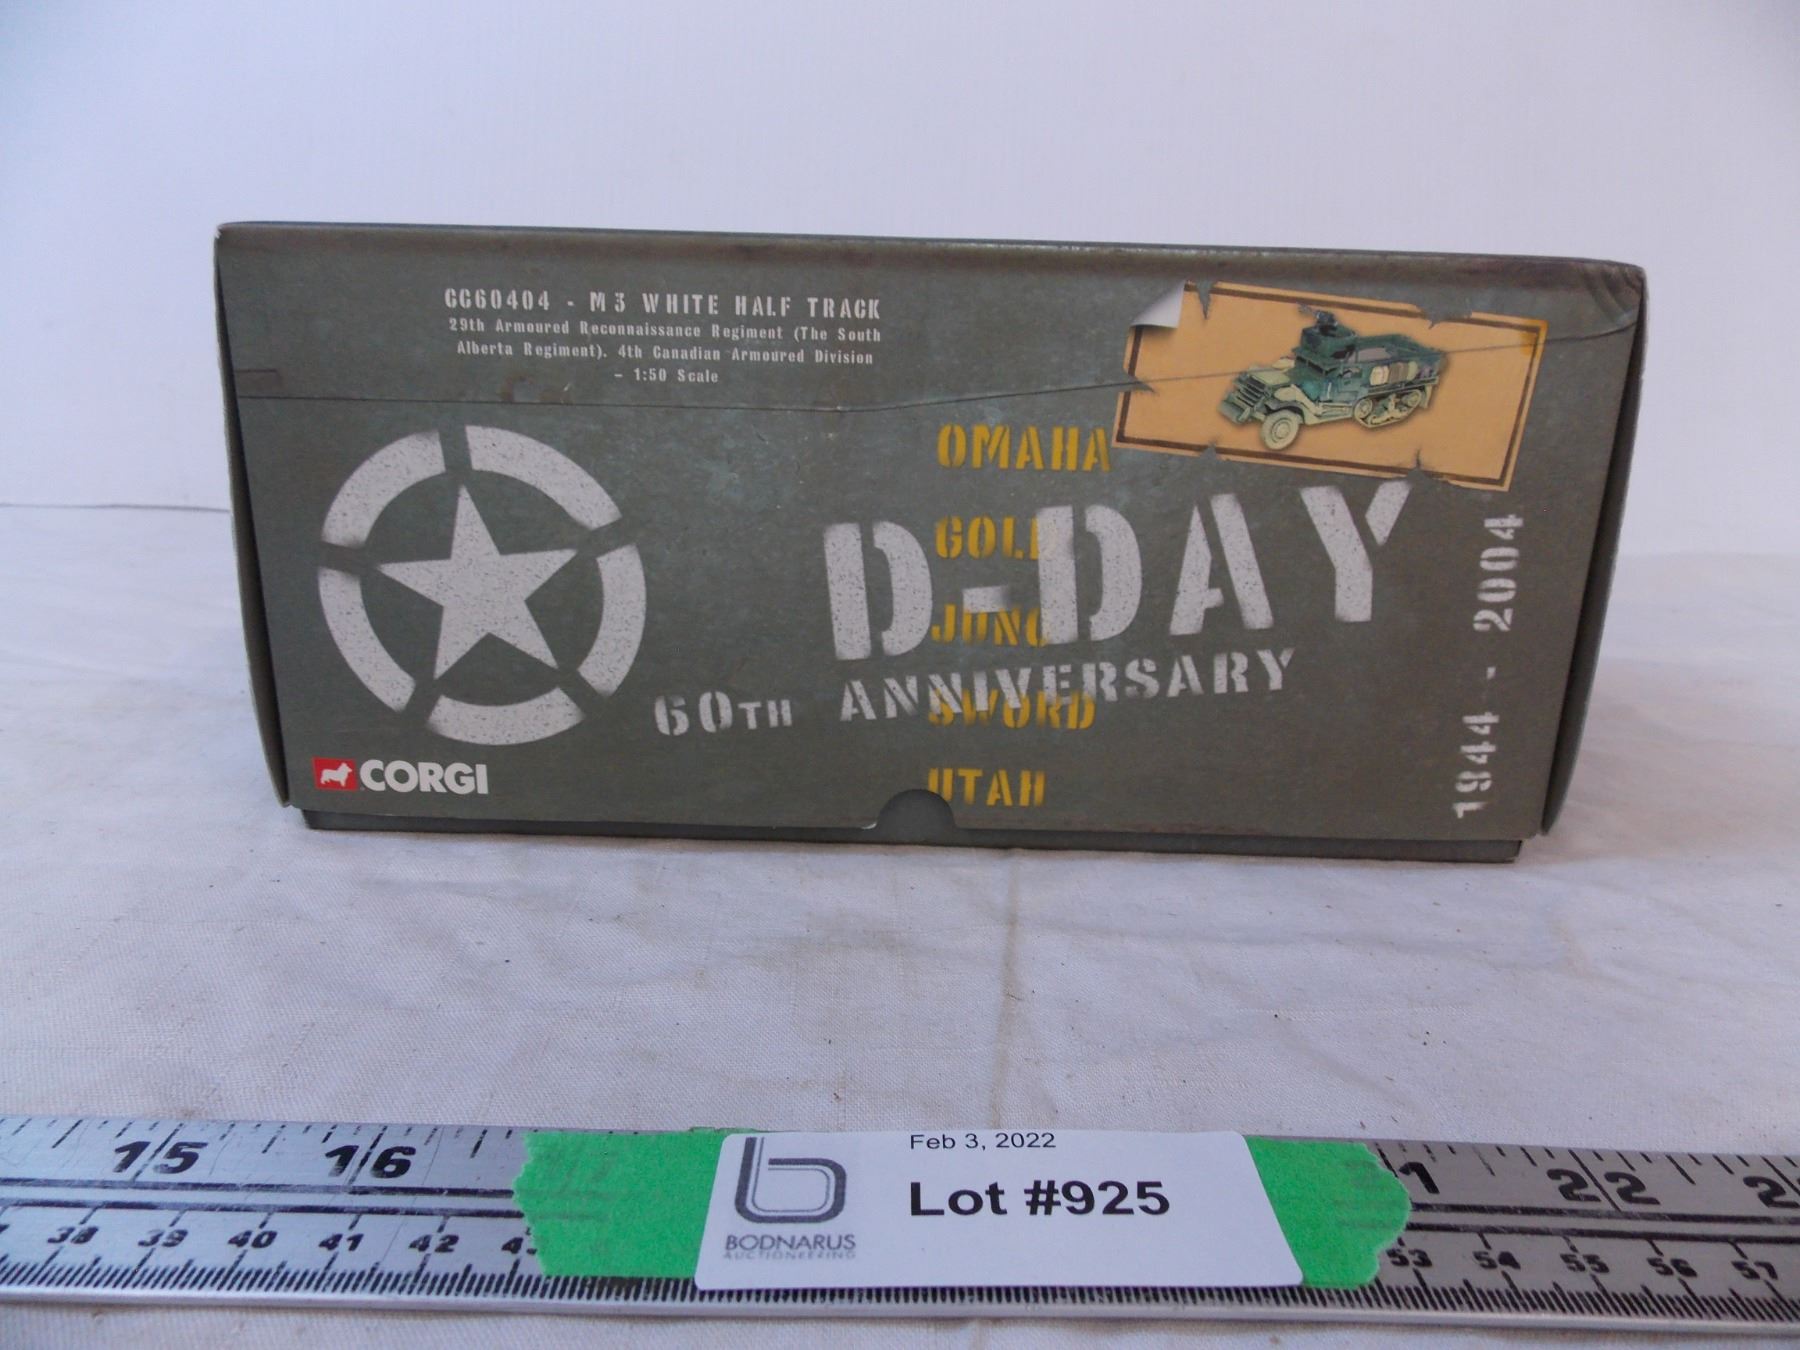 CC60404 - M3 WHITE HALF TRACK
29th Armoured Reconnaissance Regiment (The South
Alberta Regiment). 4th Canadian Armoured Division
- 1:50 Scale
OMAHA
GOLD
JUNO
SWORD
UTAH
D-DAY
60TH ANNIVERSARY
1944 - 2004
CORGI
15 16 22
38 39 40 41 42 53 54 55 56 57
Feb 3, 2022
Lot #925
BODNARUS
AUCTIONEERING